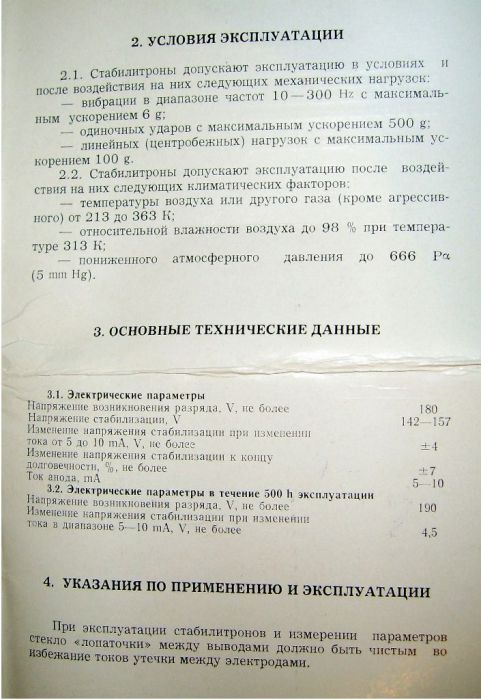 2. УСЛОВИЯ ЭКСПЛУАТАЦИИ
2.1. Стабилитроны допускают эксплуатацию в условиях и
после воздействия на них следующих механических нагрузок:
— вибрации в диапазоне частот 10—300 Hz с максималь-
ным ускорением 6 g;
— одиночных ударов с максимальным ускорением 500 g;
— линейных (центробежных) нагрузок с максимальным ус-
корением 100 g.
2.2. Стабилитроны допускают эксплуатацию после воздей-
ствия на них следующих климатических факторов:
— температуры воздуха или другого газа (кроме агрессив-
ного) от 213 до 363 К;
— относительной влажности воздуха до 98 % при темпера-
туре 313 К;
— пониженного атмосферного давления до 666 Pa
(5 mm Hg).
3. ОСНОВНЫЕ ТЕХНИЧЕСКИЕ ДАННЫЕ
3.1. Электрические параметры
Напряжение возникновения разряда, V, не более 180
Напряжение стабилизации, V 142—157
Изменение напряжения стабилизации при изменении
тока от 5 до 10 mA, V, не более ±4
Изменение напряжения стабилизации к концу
долговечности, %, не более ±7
Ток анода, mA 5—10
3.2. Электрические параметры в течение 500 h эксплуатации
Напряжение возникновения разряда, V, не более 190
Изменение напряжения стабилизации при изменении
тока в диапазоне 5—10 mA, V, не более 4,5
4. УКАЗАНИЯ ПО ПРИМЕНЕНИЮ И ЭКСПЛУАТАЦИИ
При эксплуатации стабилитронов и измерении параметров
стекло «лопаточки» между выводами должно быть чистым во
избежание токов утечки между электродами.